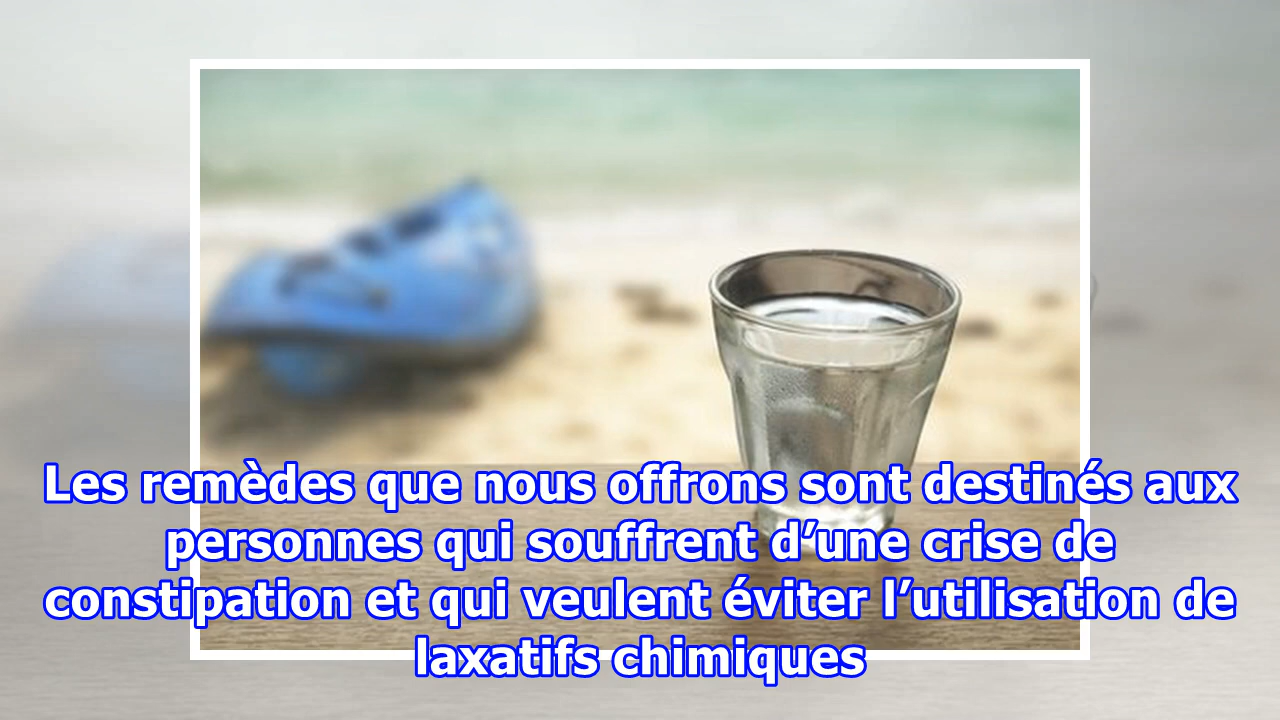 Les remèdes que nous offrons sont destinés aux
personnes qui souffrent d’une crise de
constipation et qui veulent éviter l’utilisation de
laxatifs chimiques